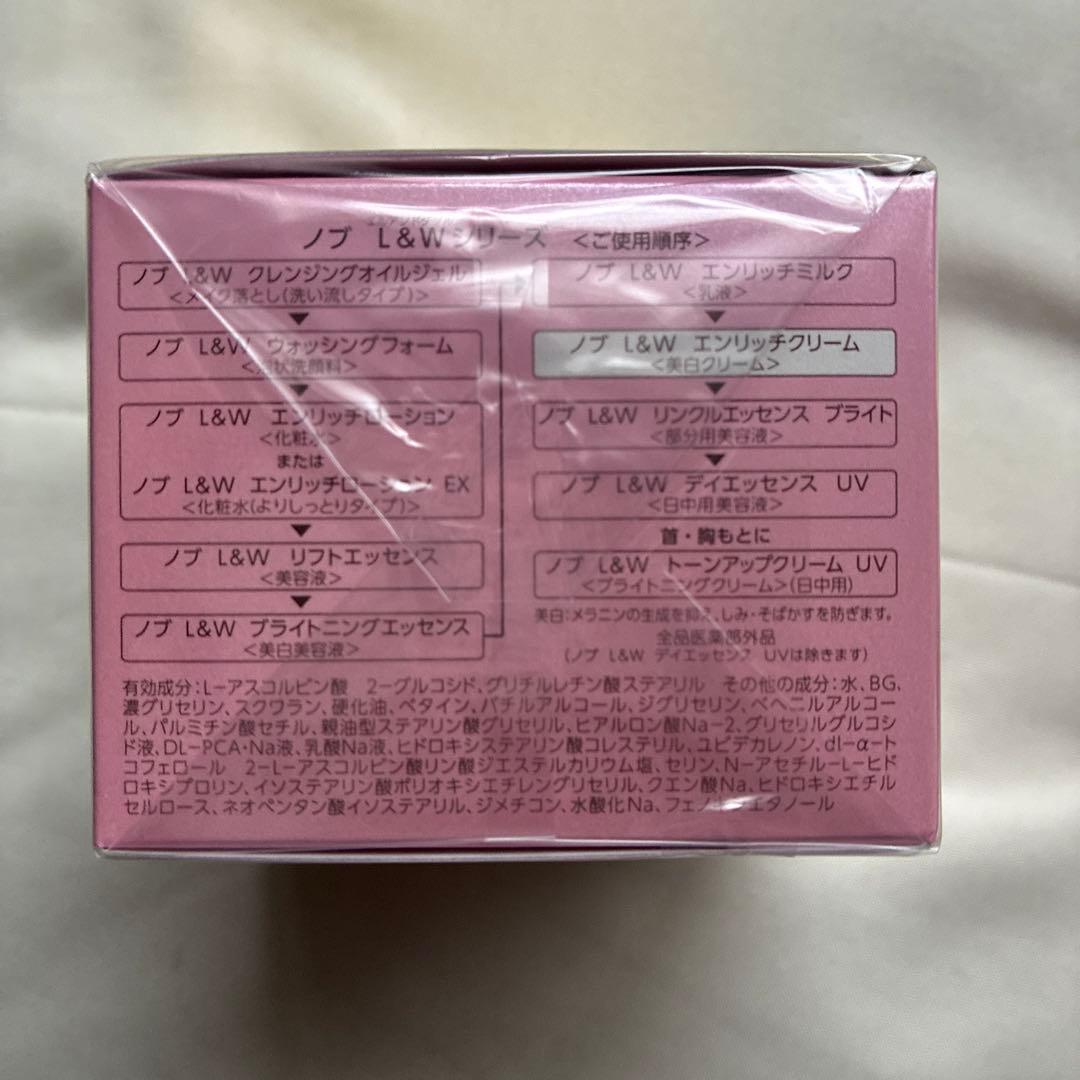 ノブ L&Wシリーズ <ご使用順序>
ノブ L&W クレンジングオイルジェル
<メイク落とし(洗い流しタイプ)>
ノブ L&W ウォッシングフォーム
<泡状洗顔料>
ノブ L&W エンリッチローション
<化粧水>
または
ノブ L&W エンリッチローション EX
<化粧水(よりしっとりタイプ)>
ノブ L&W リフトエッセンス
<美容液>
ノブ L&W ブライトニングエッセンス
<美白美容液>
ノブ L&W エンリッチミルク
<乳液>
ノブ L&W エンリッチクリーム
<美白クリーム>
ノブ L&W リンクルエッセンス ブライト
<部分用美容液>
ノブ L&W デイエッセンス UV
<日中用美容液>
首・胸もとに
ノブ L&W トーンアップクリーム UV
<ブライトニングクリーム>(日中用)
美白:メラニンの生成を抑え、しみ・そばかすを防ぎます。
全品医薬部外品
(ノブ L&W デイエッセンス UVは除きます)
有効成分:L-アスコルビン酸 2-グルコシド、グリチルレチン酸ステアリル その他の成分:水、BG、
濃グリセリン、スクワラン、硬化油、ベタイン、バチルアルコール、ジグリセリン、ベヘニルアルコー
ル、パルミチン酸セチル、親油型ステアリン酸グリセリル、ヒアルロン酸Na-2、グリセリルグルコシ
ド液、DL-PCA・Na液、乳酸Na液、ヒドロキシステアリン酸コレステリル、ユビデカレノン、dl-α-ト
コフェロール 2-L-アスコルビン酸リン酸ジエステルカリウム塩、セリン、N-アセチル-L-ヒド
ロキシプロリン、イソステアリン酸ポリオキシエチレングリセリル、クエン酸Na、ヒドロキシエチル
セルロース、ネオペンタン酸イソステアリル、ジメチコン、水酸化Na、フェノキシエタノール